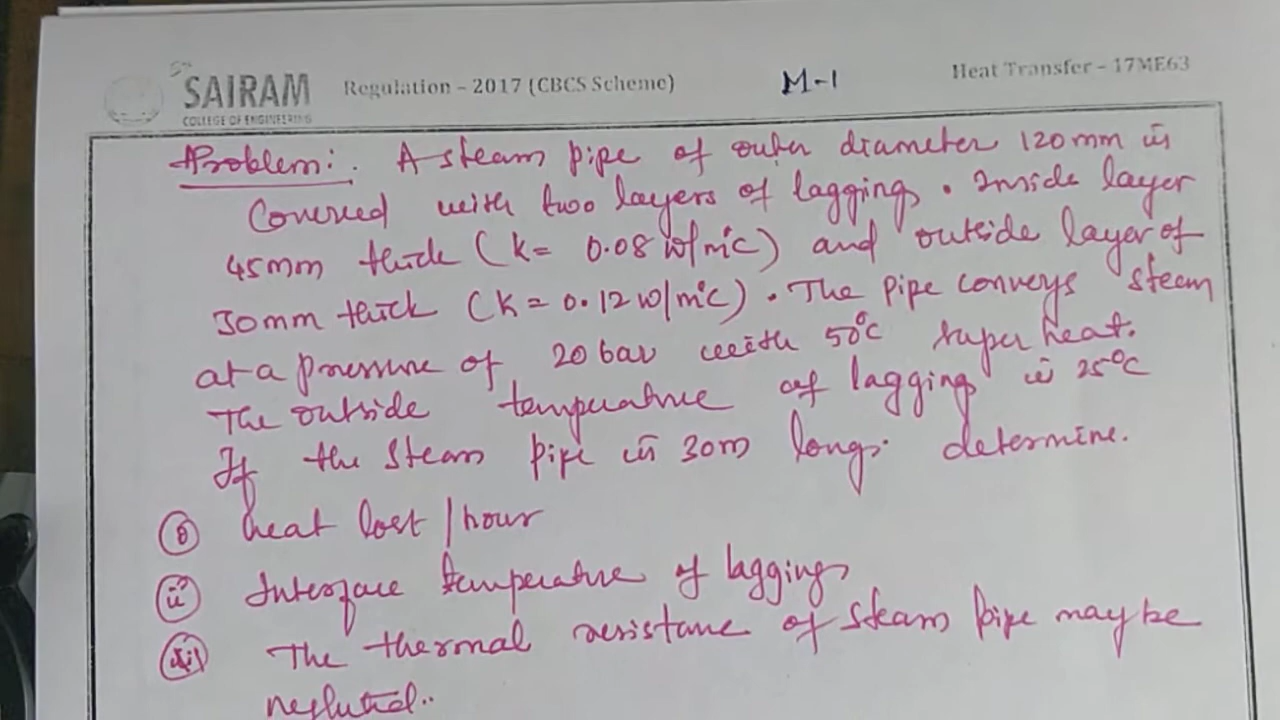 SAIRAM
COLLEGE OF ENGINEERING
Regulation – 2017 (CBCS Scheme)
M-1
Heat Transfer – 17ME63
Problem:. A steam pipe of outer diameter 120 mm is
Covered with two layers of lagging. Inside layer
45mm thick (K= 0.08 W/m°C) and outside layer of
30mm thick (K=0.12 W/m°C). The pipe conveys steam
at a pressure of 20 bar with 50°C super heat.
The outside temperature of lagging is 25°C
If the steam pipe is 30m long. determine.
(i) heat lost / hour
(ii) Interface temperature of lagging,
(iii) The thermal resistance of steam pipe may be
neglected..